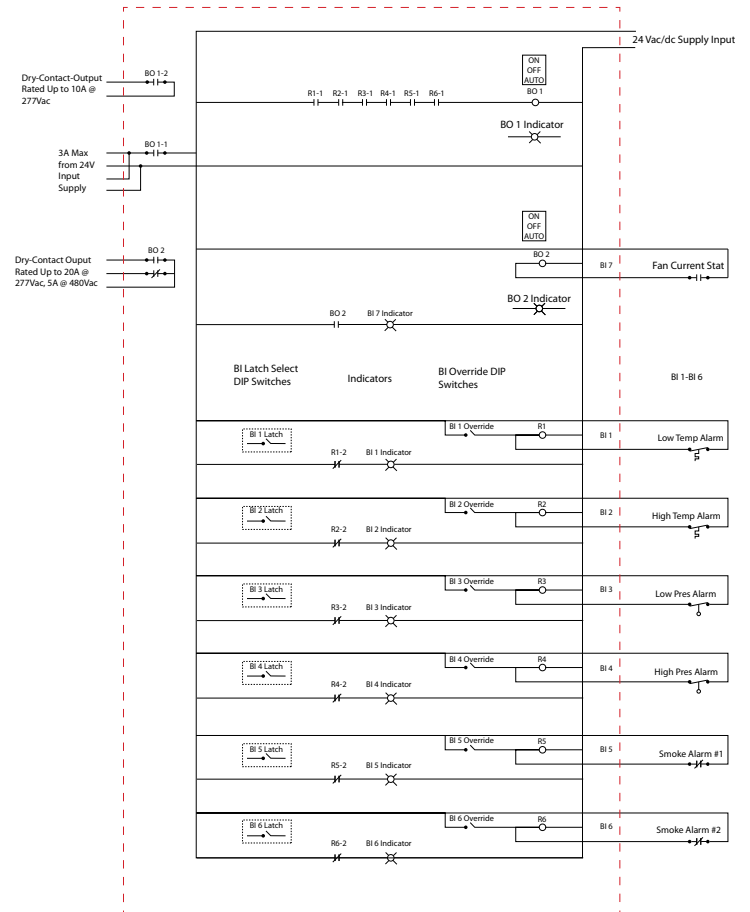 24 Vac/dc Supply Input
Dry-Contact-Output
Rated Up to 10A @
277Vac
BO 1-2
R1-1 R2-1 R3-1 R4-1 R5-1 R6-1
ON
OFF
AUTO
BO 1
BO 1 Indicator
3A Max
from 24V
Input
Supply
BO 1-1
ON
OFF
AUTO
BO 2
BO 2 Indicator
Dry-Contact Ouput
Rated Up to 20A @
277Vac, 5A @ 480Vac
BO 2
BI 7
Fan Current Stat
BO 2 BI 7 Indicator
BI Latch Select
DIP Switches
Indicators
BI Override DIP
Switches
BI 1-BI 6
BI 1 Latch
BI 1 Override R1
BI 1
Low Temp Alarm
R1-2 BI 1 Indicator
BI 2 Latch
BI 2 Override R2
BI 2
High Temp Alarm
R2-2 BI 2 Indicator
BI 3 Latch
BI 3 Override R3
BI 3
Low Pres Alarm
R3-2 BI 3 Indicator
BI 4 Latch
BI 4 Override R4
BI 4
High Pres Alarm
R4-2 BI 4 Indicator
BI 5 Latch
BI 5 Override R5
BI 5
Smoke Alarm #1
R5-2 BI 5 Indicator
BI 6 Latch
BI 6 Override R6
BI 6
Smoke Alarm #2
R6-2 BI 6 Indicator